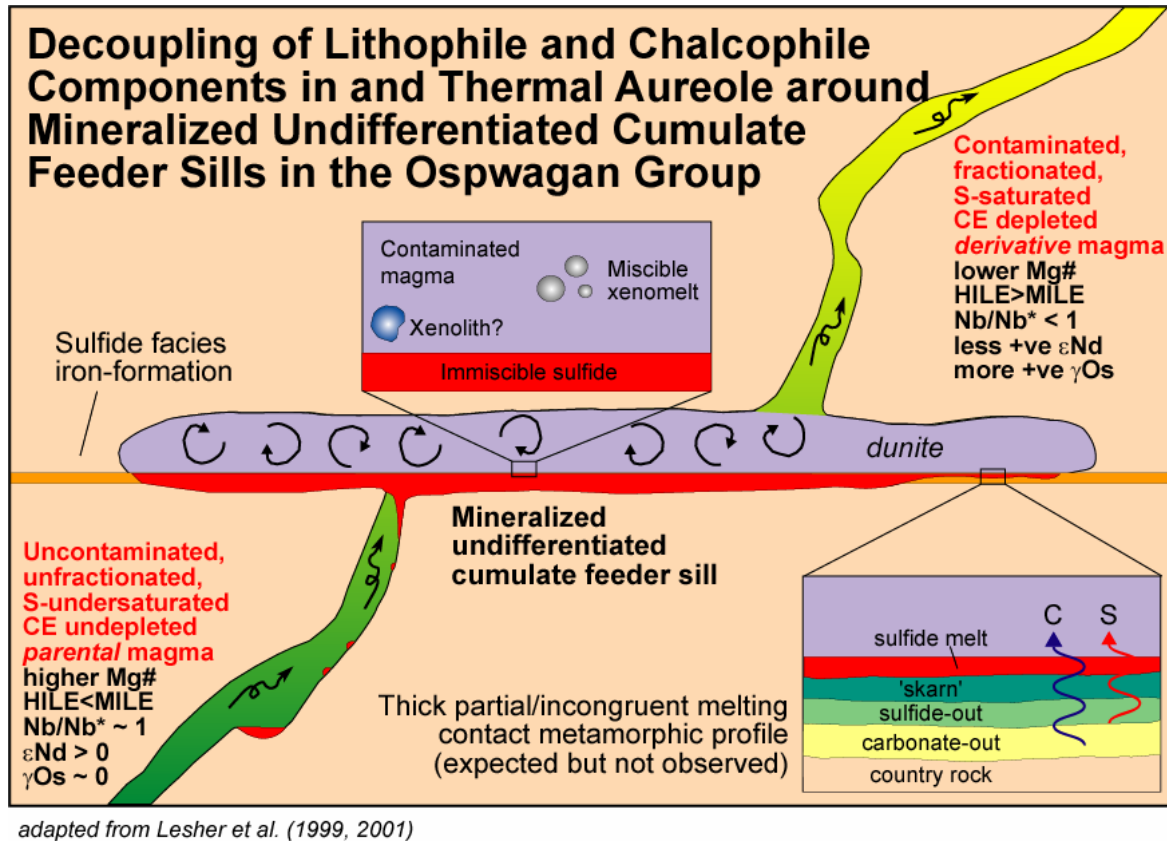 Decoupling of Lithophile and Chalcophile
Components in and Thermal Aureole around
Mineralized Undifferentiated Cumulate
Feeder Sills in the Ospwagan Group
Contaminated,
fractionated,
S-saturated
CE depleted
derivative magma
lower Mg#
HILE>MILE
Nb/Nb* < 1
less +ve εNd
more +ve γOs
Contaminated
magma
Miscible
xenomelt
Xenolith?
Immiscible sulfide
Sulfide facies
iron-formation
dunite
Mineralized
undifferentiated
cumulate feeder sill
Uncontaminated,
unfractionated,
S-undersaturated
CE undepleted
parental magma
higher Mg#
HILE<MILE
Nb/Nb* ~ 1
εNd > 0
γOs ~ 0
Thick partial/incongruent melting
contact metamorphic profile
(expected but not observed)
C S
sulfide melt
'skarn'
sulfide-out
carbonate-out
country rock
adapted from Lesher et al. (1999, 2001)